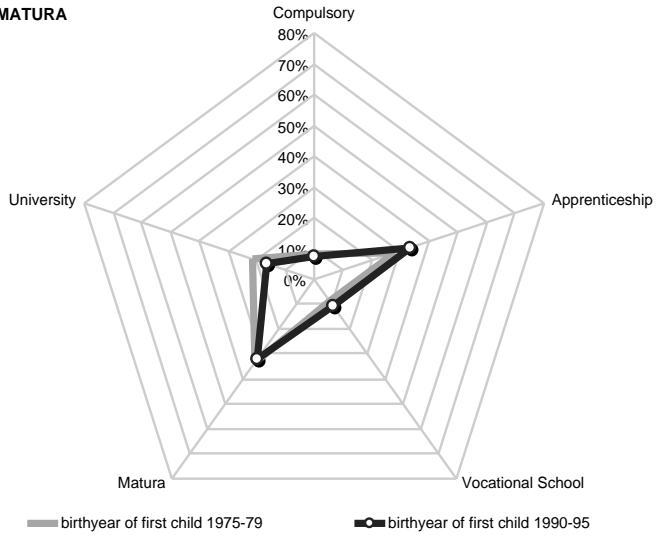 MATURA
Compulsory
80%
70%
60%
50%
40%
30%
20%
10%
0%
University
Apprenticeship
Matura
Vocational School
birthyear of first child 1975-79
birthyear of first child 1990-95